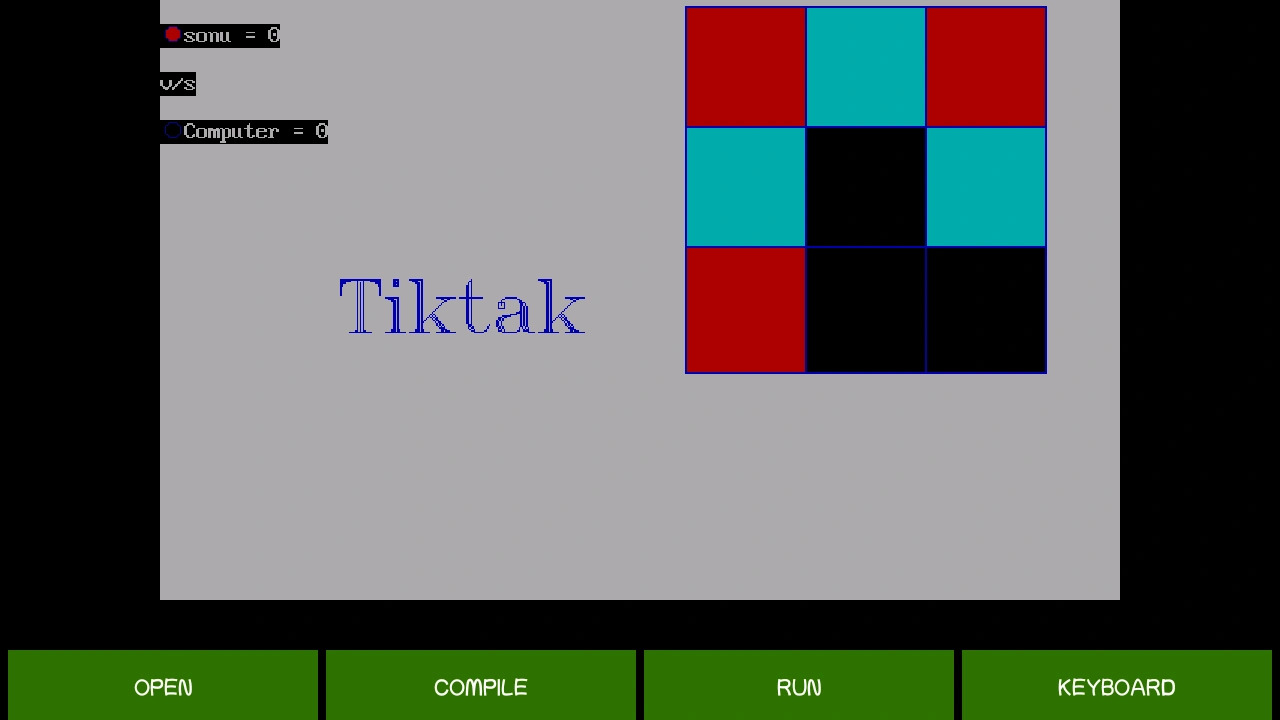 sonu = 0
v/s
Computer = 0
Tiktak
OPEN
COMPILE
RUN
KEYBOARD